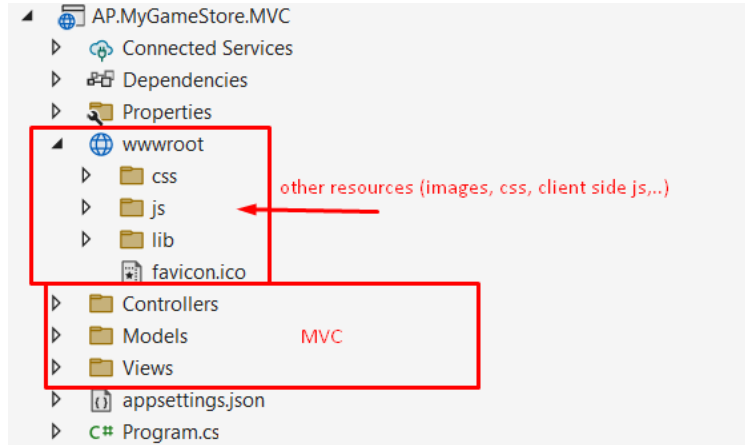 AP.MyGameStore.MVC
Connected Services
Dependencies
Properties
wwwroot
css
other resources (images, css, client side js,..)
js
lib
favicon.ico
Controllers
Models
MVC
Views
appsettings.json
C# Program.cs